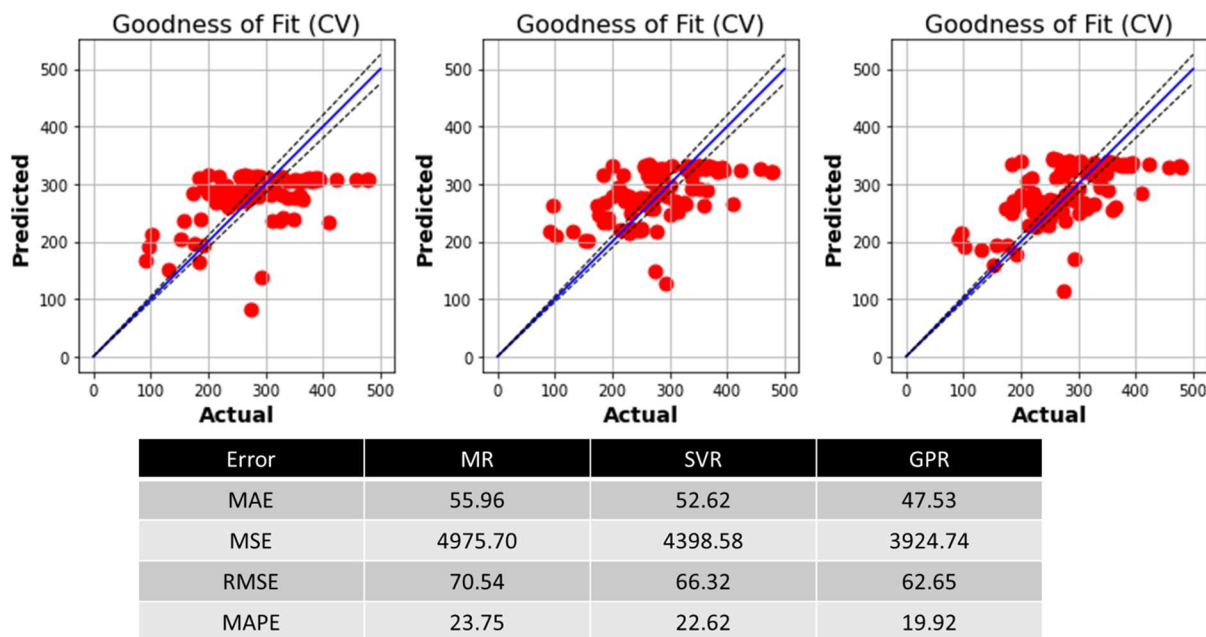 Goodness of Fit (CV)
Goodness of Fit (CV)
Goodness of Fit (CV)
500
400
300
200
100
0
Predicted
0 100 200 300 400 500
Actual
500
400
300
200
100
0
Predicted
0 100 200 300 400 500
Actual
500
400
300
200
100
0
Predicted
0 100 200 300 400 500
Actual
Error MR SVR GPR
MAE 55.96 52.62 47.53
MSE 4975.70 4398.58 3924.74
RMSE 70.54 66.32 62.65
MAPE 23.75 22.62 19.92